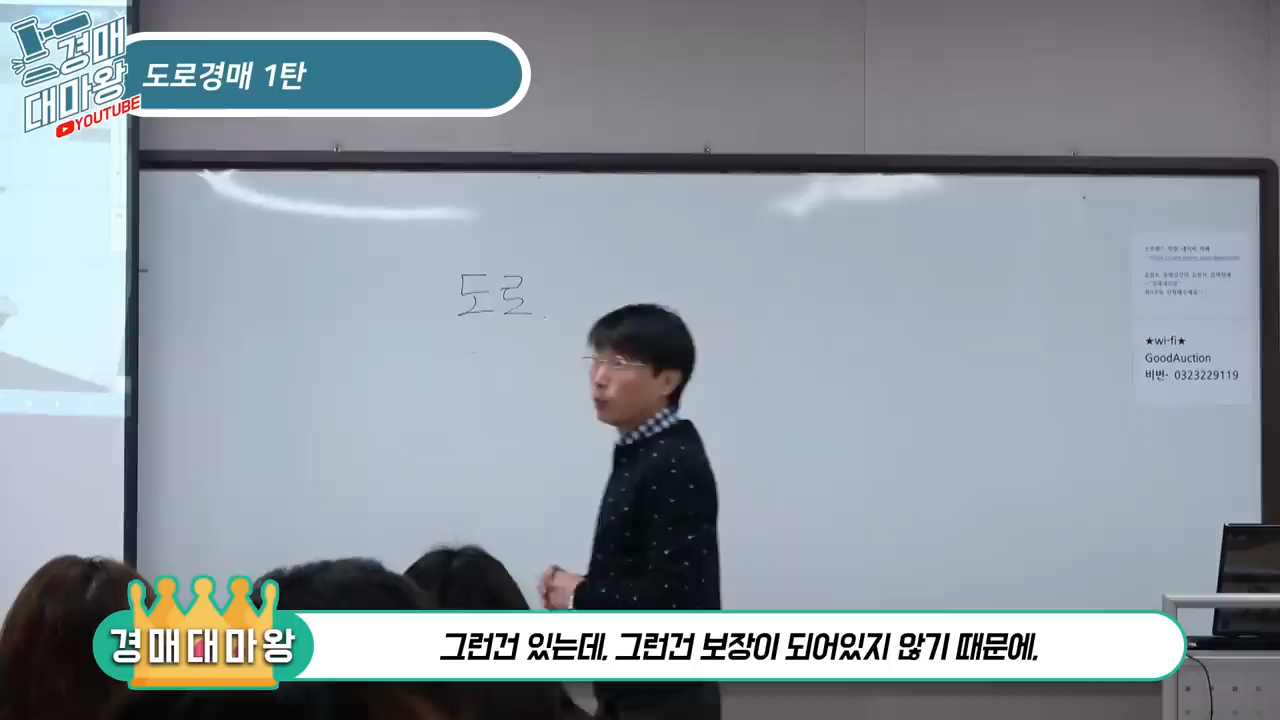 경매
대마왕
YOUTUBE
도로경매 1탄
도로
★wi-fi★
GoodAuction
비번- 0323229119
경매대마왕
그런건 있는데, 그런건 보장이 되어있지 않기 때문에,